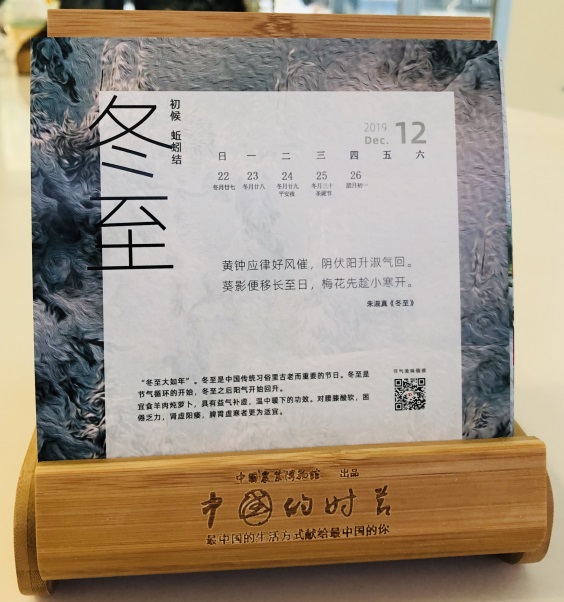 冬至
初候 蚯蚓结
2019 12
Dec.
日 一 二 三 四 五 六
22 23 24 25 26
冬月廿七 冬月廿八 冬月廿九 冬月三十 腊月初一
平安夜 圣诞节
黄钟应律好风催，阴伏阳升淑气回。
葵影便移长至日，梅花先趁小寒开。
朱淑真《冬至》
节气美味脑波
“冬至大如年”。冬至是中国传统习俗里古老而重要的节日。冬至是
节气循环的开始，冬至之后阳气开始回升。
宜食羊肉炖萝卜，具有益气补虚，温中暖下的功效。对腰膝酸软，困
倦乏力，肾虚阳痿，脾胃虚寒者更为适宜。
中国农业博物馆 出品
中国的时节
最中国的生活方式献给最中国的你